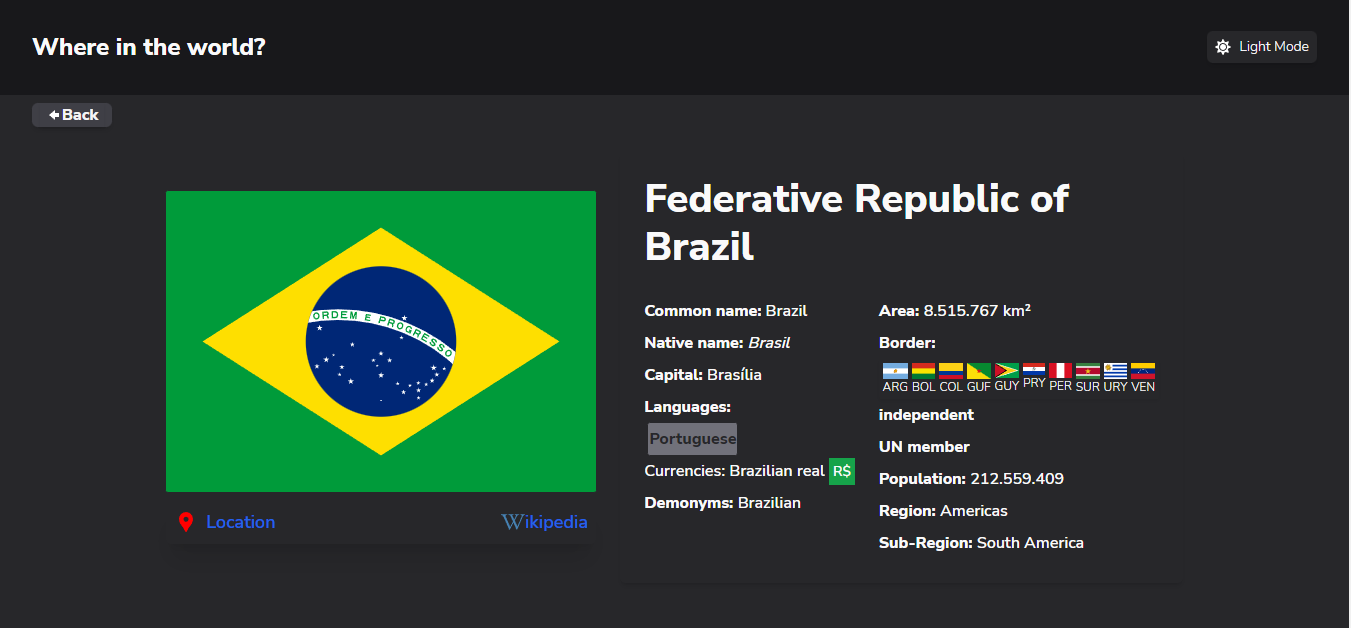 Where in the world?
Light Mode
Back
ORDEM E PROGRESSO
Location
Wikipedia
Federative Republic of
Brazil
Common name: Brazil
Native name: Brasil
Capital: Brasília
Languages:
Portuguese
Currencies: Brazilian real R$
Demonyms: Brazilian
Area: 8.515.767 km²
Border:
ARG BOL COL GUF GUY PRY PER SUR URY VEN
independent
UN member
Population: 212.559.409
Region: Americas
Sub-Region: South America